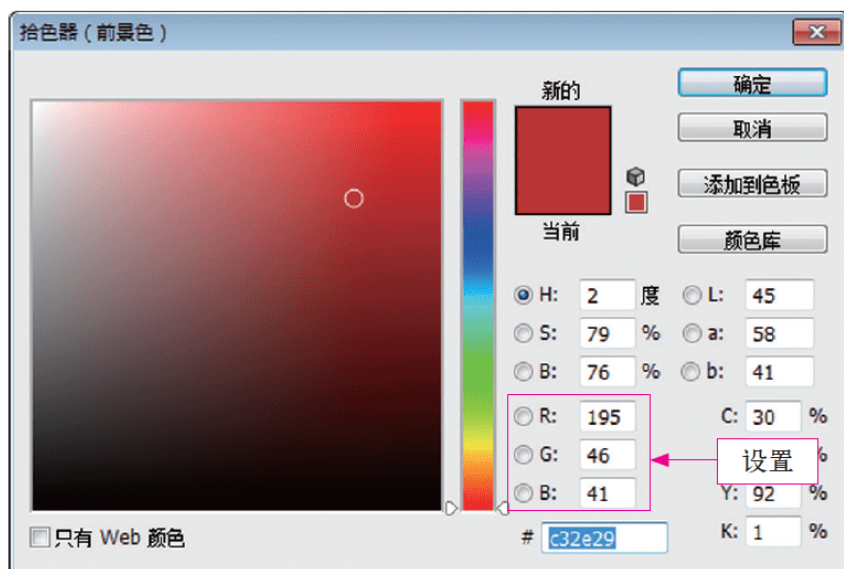 拾色器（前景色）
新的
当前
确定
取消
添加到色板
颜色库
H: 2 度
S: 79 %
B: 76 %
R: 195
G: 46
B: 41
# c32e29
L: 45
a: 58
b: 41
C: 30 %
设置
%
Y: 92 %
K: 1 %
只有 Web 颜色